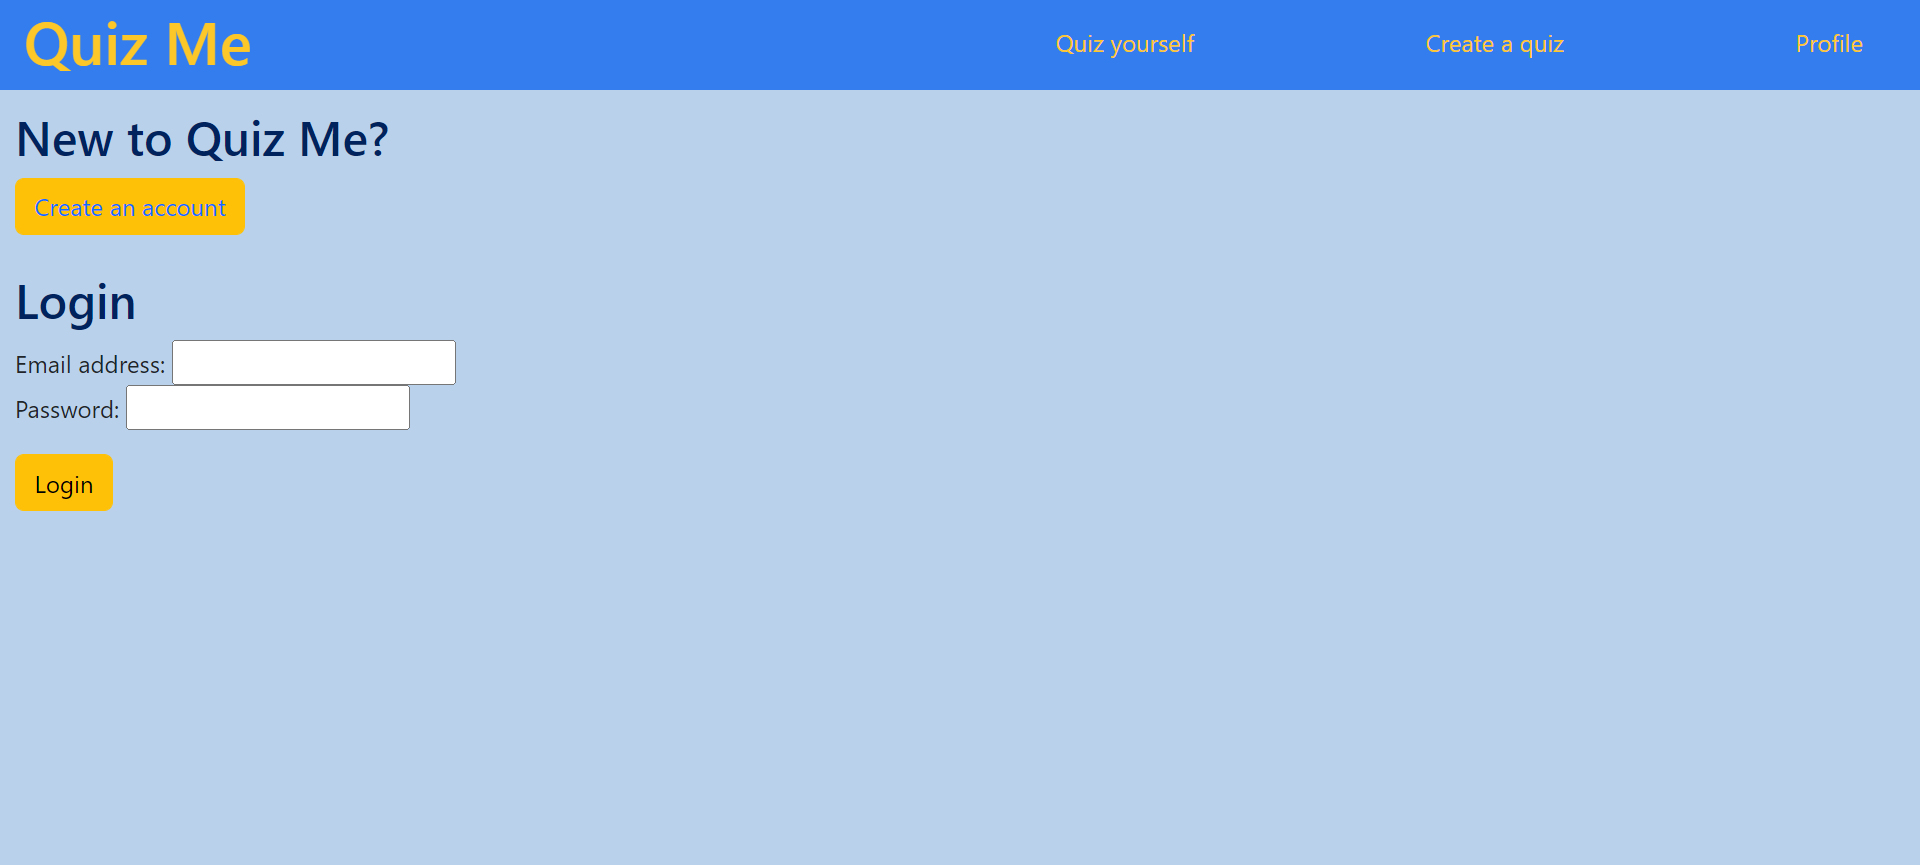 Quiz Me Quiz yourself Create a quiz Profile
New to Quiz Me?
Create an account
Login
Email address:
Password:
Login